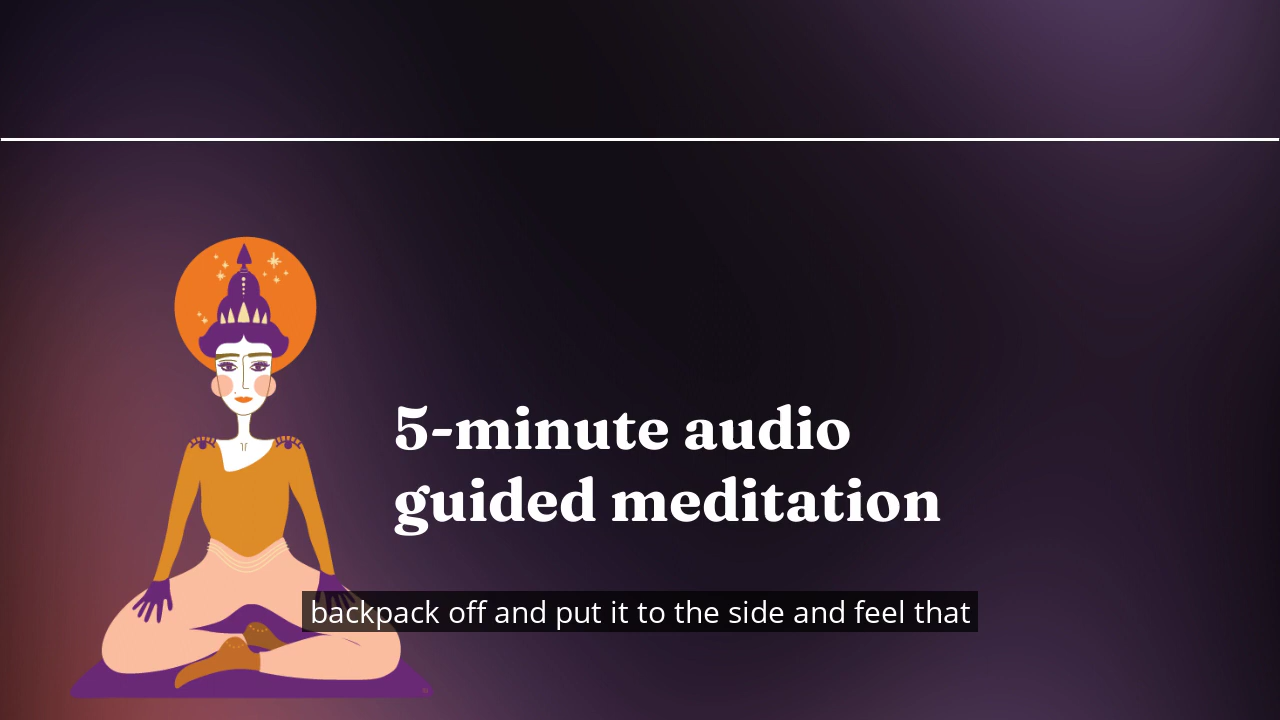 5-minute audio
guided meditation
backpack off and put it to the side and feel that